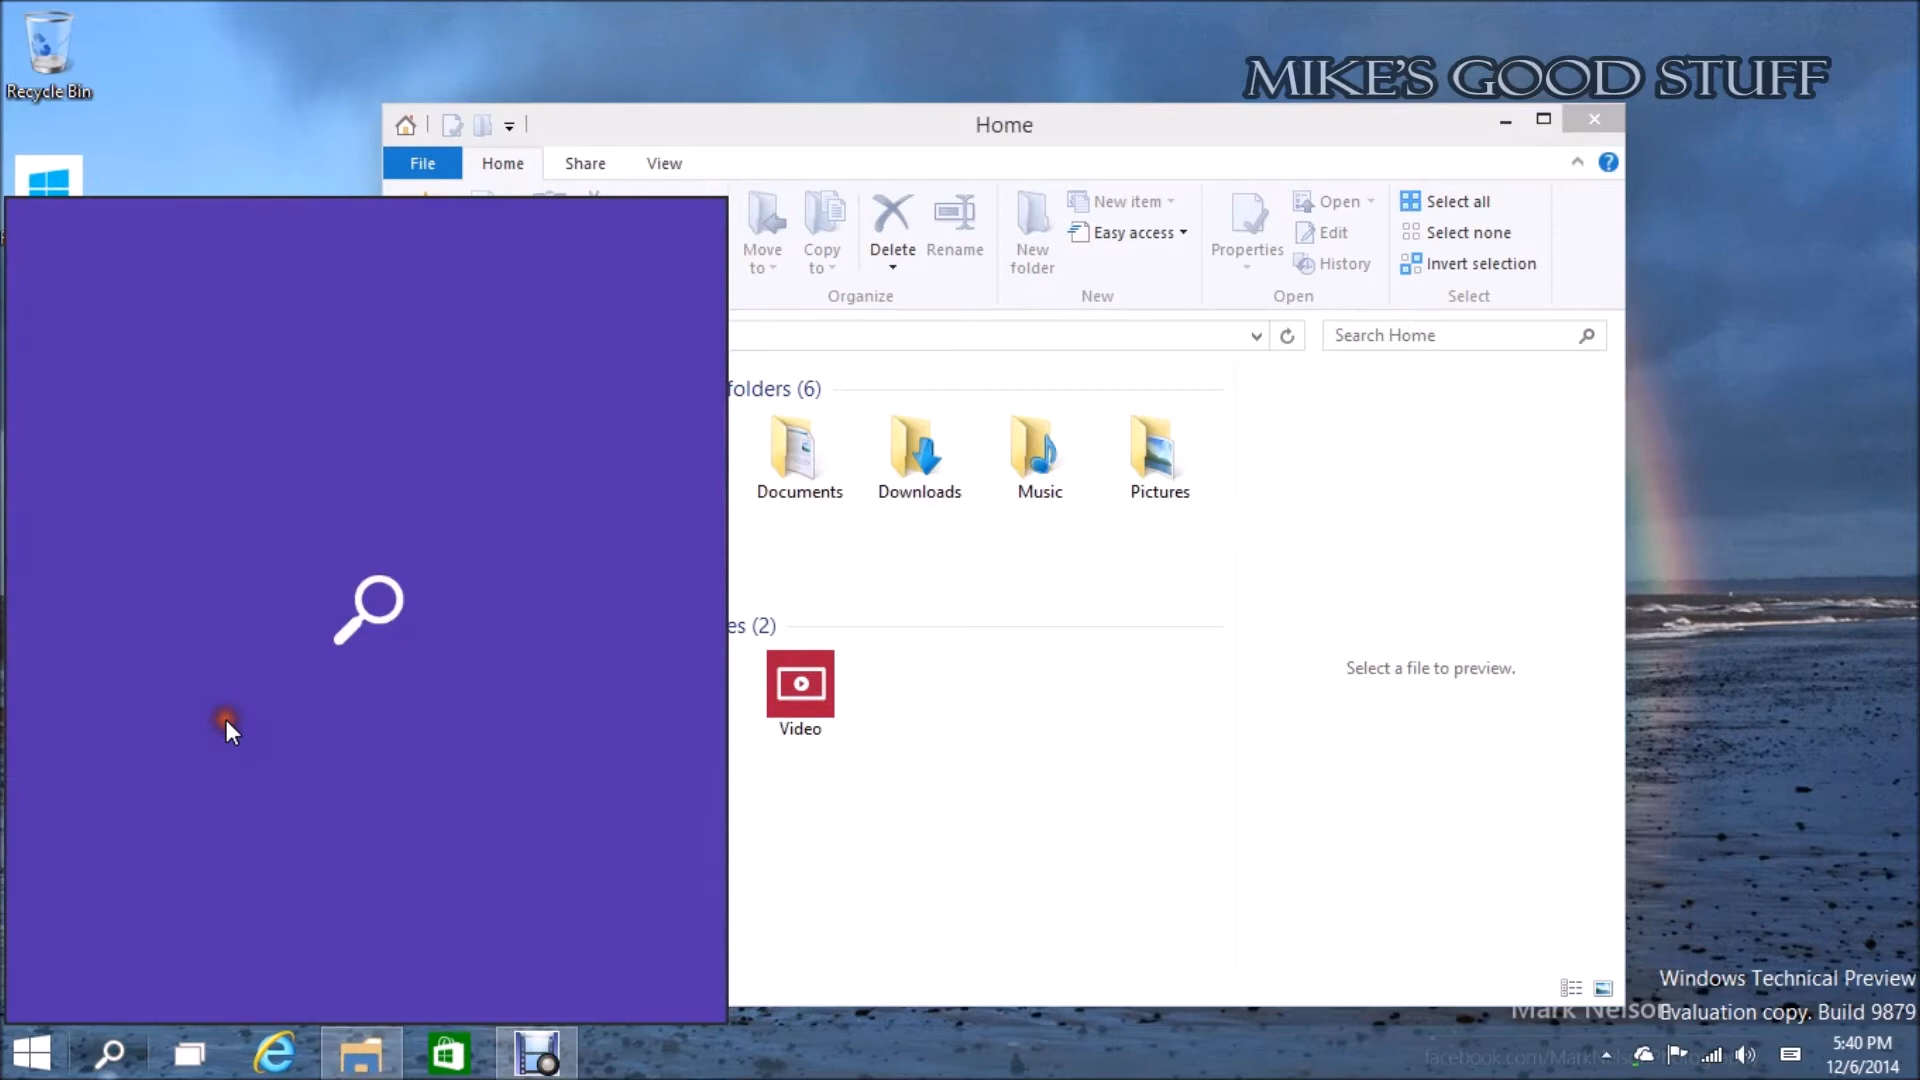 Recycle Bin
MIKE'S GOOD STUFF
Home
File
Home
Share
View
Move to
Copy to
Delete
Rename
New folder
New item
Easy access
Properties
Open
Edit
History
Select all
Select none
Invert selection
Organize
New
Open
Select
Search Home
folders (6)
Documents
Downloads
Music
Pictures
es (2)
Video
Select a file to preview.
Windows Technical Preview
Mark Nelson
Evaluation copy. Build 9879
5:40 PM
12/6/2014